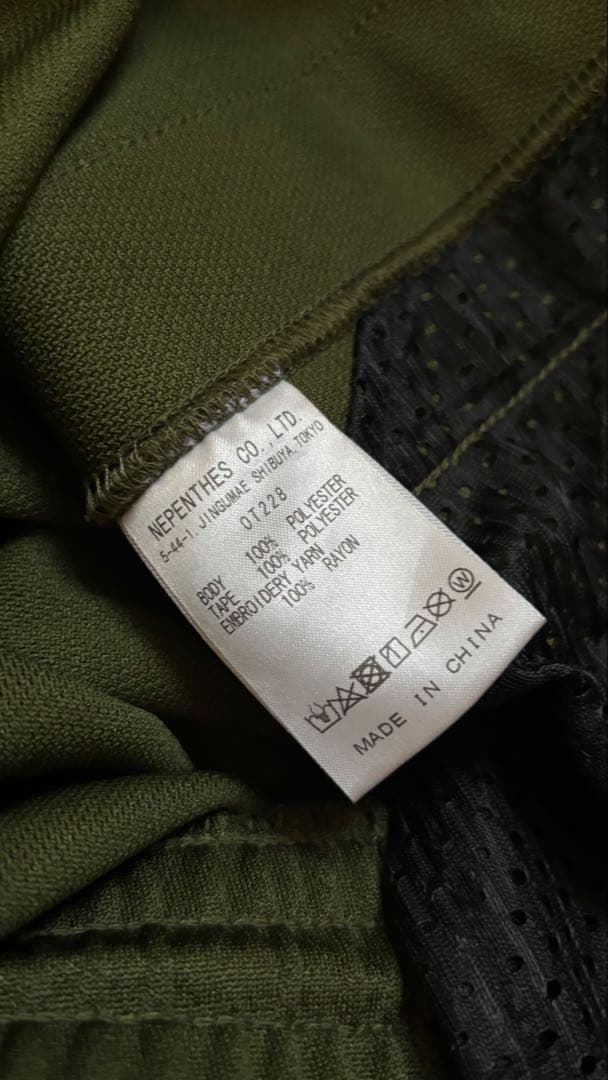 NEPENTHES CO.,LTD.
5-44-1, JINGUMAE SHIBUYA, TOKYO
OT228
BODY 100% POLYESTER
TAPE 100% POLYESTER
EMBROIDERY YARN
100% RAYON
W
MADE IN CHINA